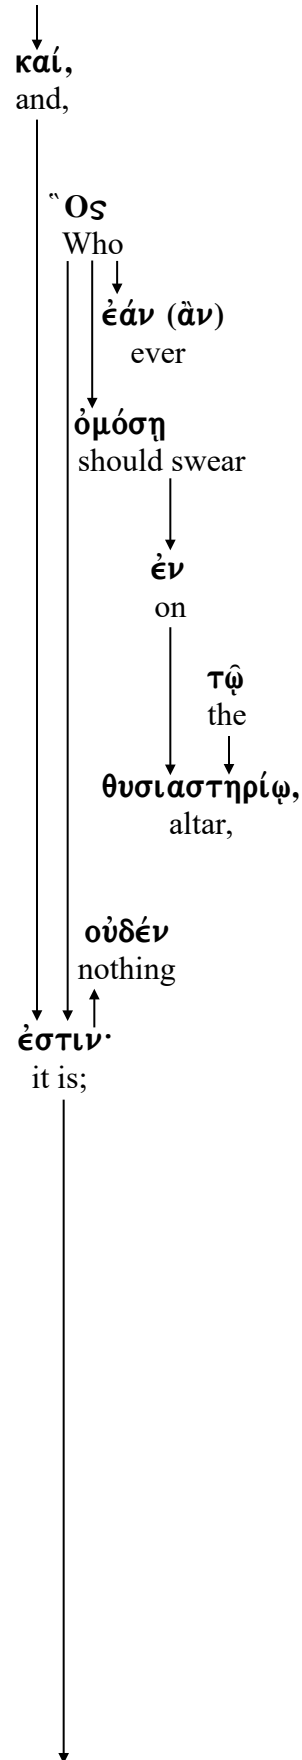 καί,
and,
Ὃς
Who
ἐάν (ἂν)
ever
ὀμόσῃ
should swear
ἐν
on
τῷ
the
θυσιαστηρίῳ,
altar,
οὐδέν
nothing
ἐστιν·
it is;